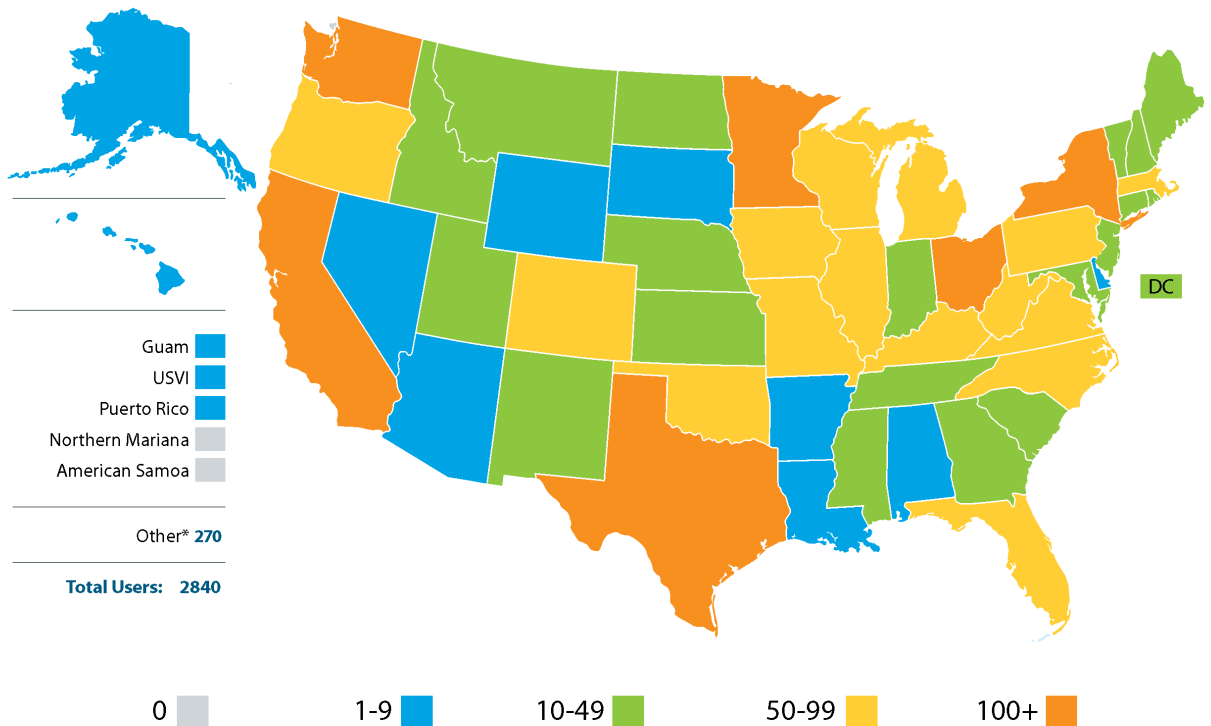 DC
Guam
USVI
Puerto Rico
Northern Mariana
American Samoa
Other* 270
Total Users: 2840
0 1-9 10-49 50-99 100+